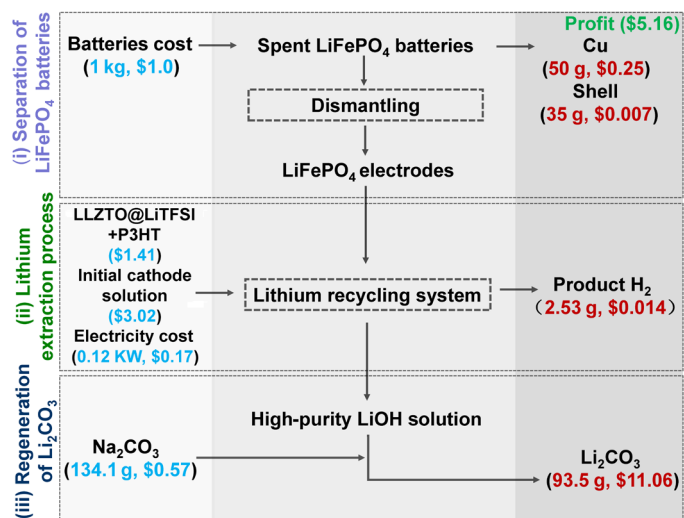 (i) Separation of
LiFePO₄ batteries
Batteries cost
(1 kg, $1.0)
Spent LiFePO₄ batteries
Profit ($5.16)
Cu
(50 g, $0.25)
Shell
(35 g, $0.007)
Dismantling
LiFePO₄ electrodes
(ii) Lithium
extraction process
LLZTO@LiTFSI
+P3HT
($1.41)
Initial cathode
solution
($3.02)
Electricity cost
(0.12 KW, $0.17)
Lithium recycling system
Product H₂
（2.53 g, $0.014）
(iii) Regeneration
of Li₂CO₃
High-purity LiOH solution
Na₂CO₃
(134.1 g, $0.57)
Li₂CO₃
(93.5 g, $11.06)